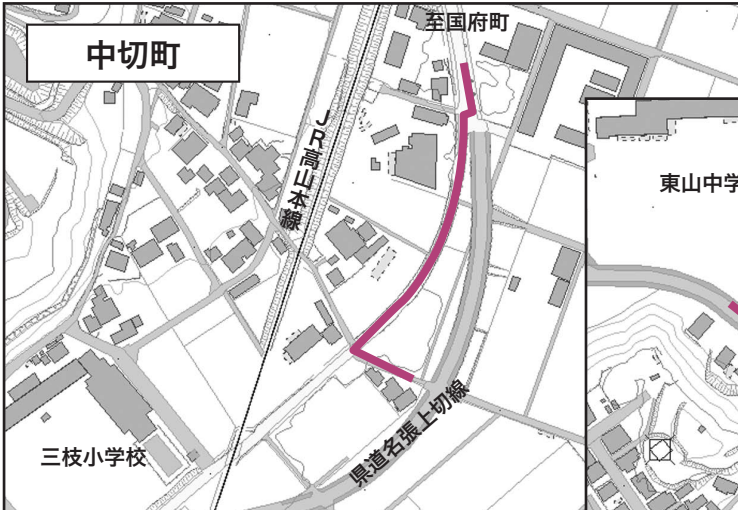 至国府町
中切町
JR高山本線
東山中学
県道名張上切線
三枝小学校